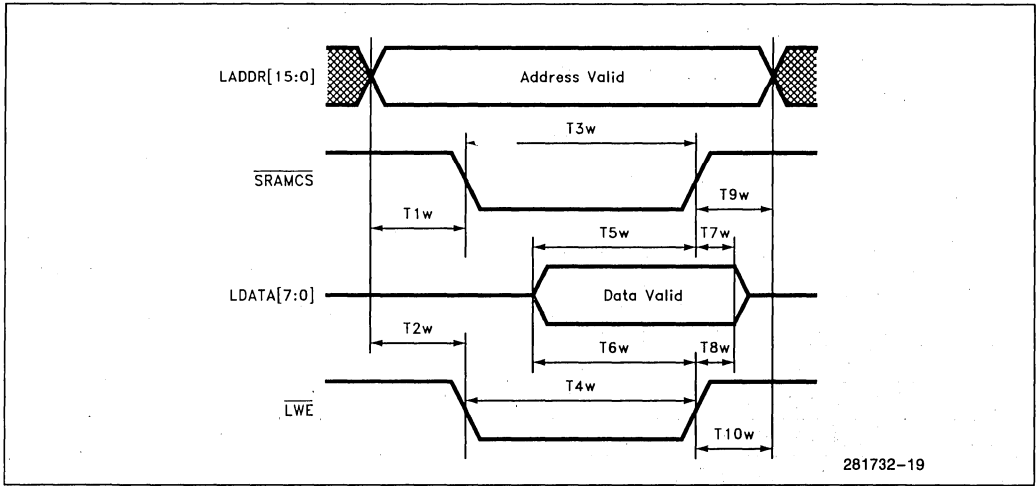 LADDR[15:0]
Address Valid
T3w
SRAMCS
T9w
T1w
T5w
T7w
LDATA[7:0]
Data Valid
T2w
T6w
T8w
T4w
LWE
T10w
281732-19